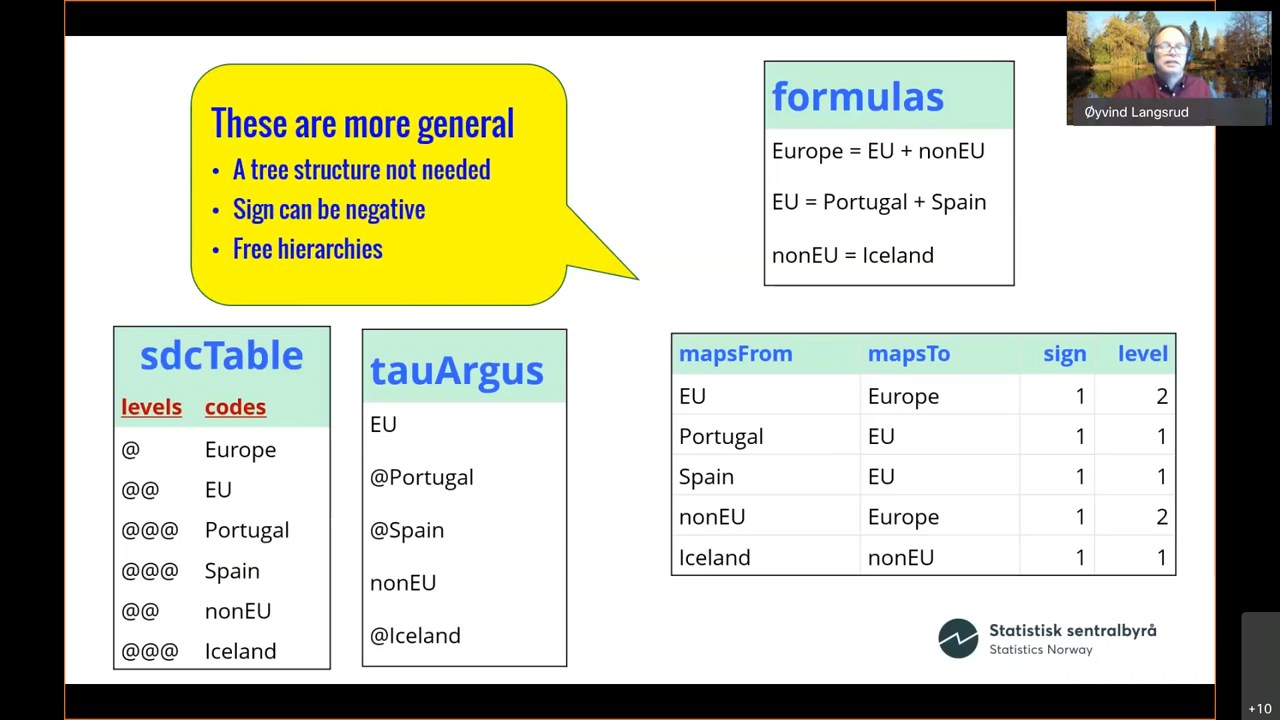 These are more general
• A tree structure not needed
• Sign can be negative
• Free hierarchies
formulas
Europe = EU + nonEU
EU = Portugal + Spain
nonEU = Iceland
Øyvind Langsrud
sdcTable
levels codes
@ Europe
@@ EU
@@@ Portugal
@@@ Spain
@@ nonEU
@@@ Iceland
tauArgus
EU
@Portugal
@Spain
nonEU
@Iceland
mapsFrom mapsTo sign level
EU Europe 1 2
Portugal EU 1 1
Spain EU 1 1
nonEU Europe 1 2
Iceland nonEU 1 1
Statistisk sentralbyrå
Statistics Norway
+10